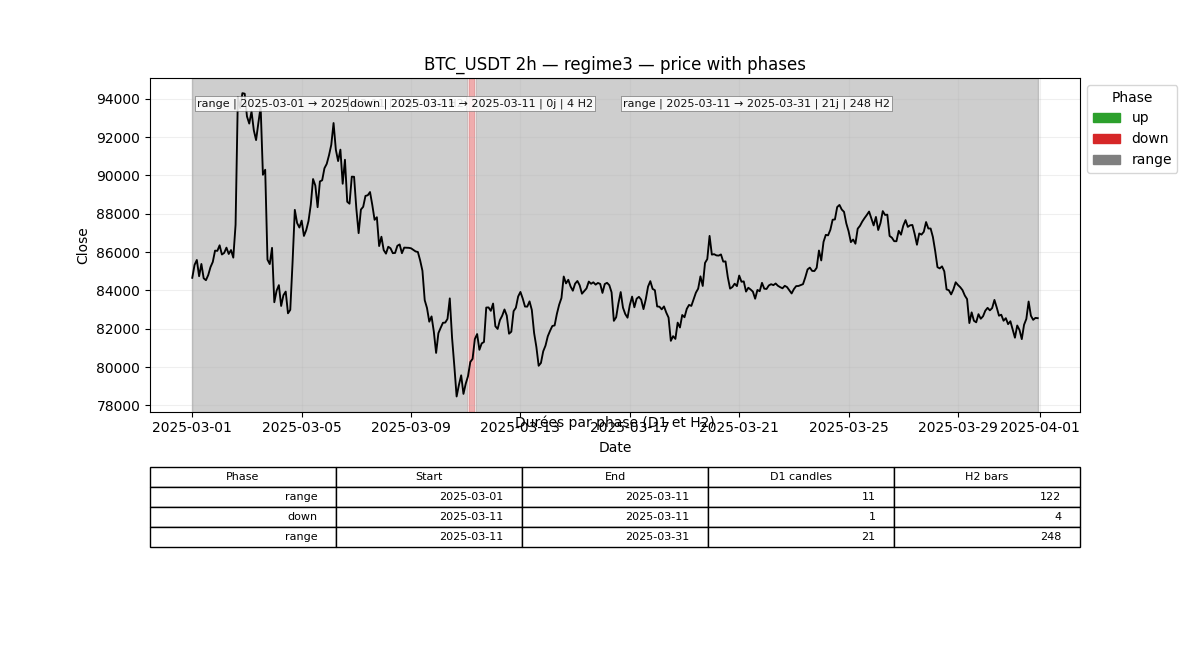 BTC_USDT 2h — regime3 — price with phases
range | 2025-03-01 → 2025
down | 2025-03-11 → 2025-03-11 | 0j | 4 H2
range | 2025-03-11 → 2025-03-31 | 21j | 248 H2
Phase
up
down
range
94000
92000
90000
88000
86000
84000
82000
80000
78000
Close
2025-03-01 2025-03-05 2025-03-09 2025-03-13 2025-03-17 2025-03-21 2025-03-25 2025-03-29 2025-04-01
Durées par phase (D1 et H2)
Date
Phase Start End D1 candles H2 bars
range 2025-03-01 2025-03-11 11 122
down 2025-03-11 2025-03-11 1 4
range 2025-03-11 2025-03-31 21 248